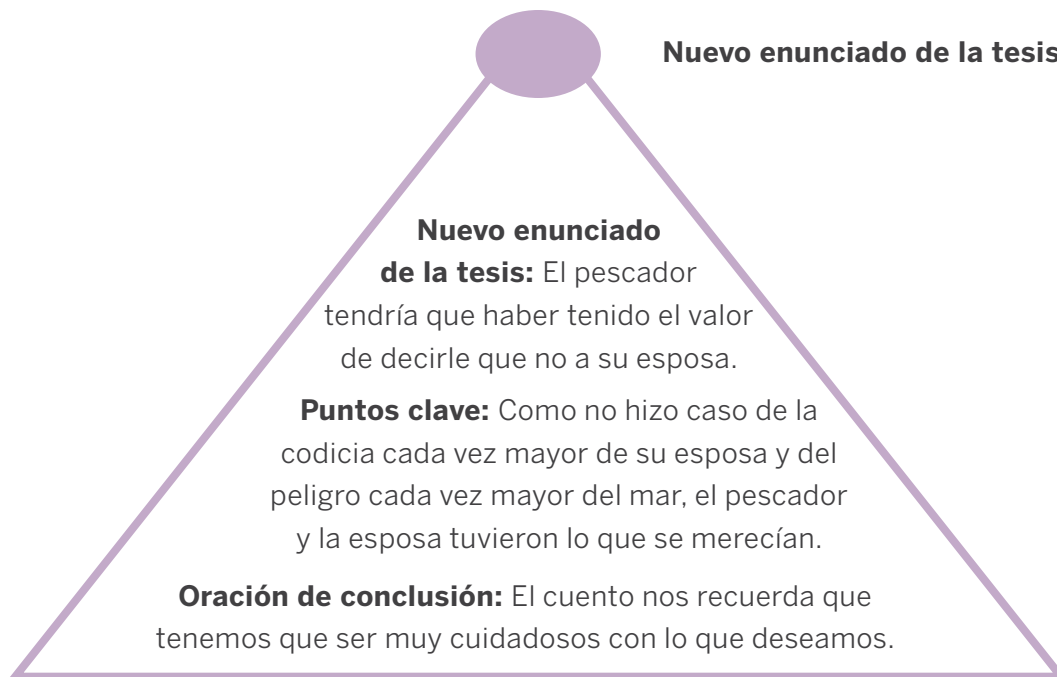 Nuevo enunciado de la tesis
Nuevo enunciado
de la tesis: El pescador
tendría que haber tenido el valor
de decirle que no a su esposa.
Puntos clave: Como no hizo caso de la
codicia cada vez mayor de su esposa y del
peligro cada vez mayor del mar, el pescador
y la esposa tuvieron lo que se merecían.
Oración de conclusión: El cuento nos recuerda que
tenemos que ser muy cuidadosos con lo que deseamos.